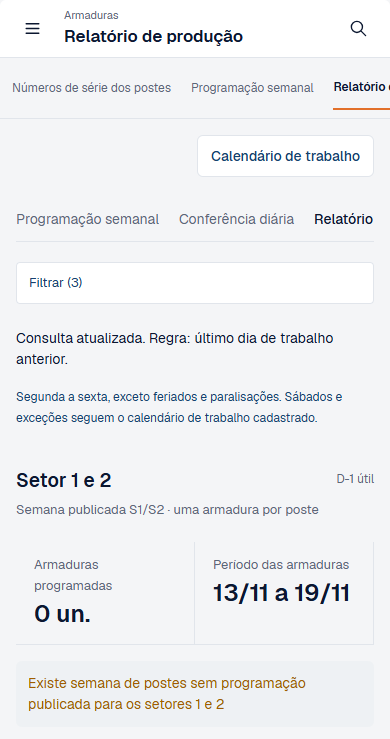 Armaduras
Relatório de produção
Números de série dos postes
Programação semanal
Relatório
Calendário de trabalho
Programação semanal
Conferência diária
Relatório
Filtrar (3)
Consulta atualizada. Regra: último dia de trabalho
anterior.
Segunda a sexta, exceto feriados e paralisações. Sábados e
exceções seguem o calendário de trabalho cadastrado.
Setor 1 e 2
D-1 útil
Semana publicada S1/S2 · uma armadura por poste
Armaduras
programadas
0 un.
Período das armaduras
13/11 a 19/11
Existe semana de postes sem programação
publicada para os setores 1 e 2